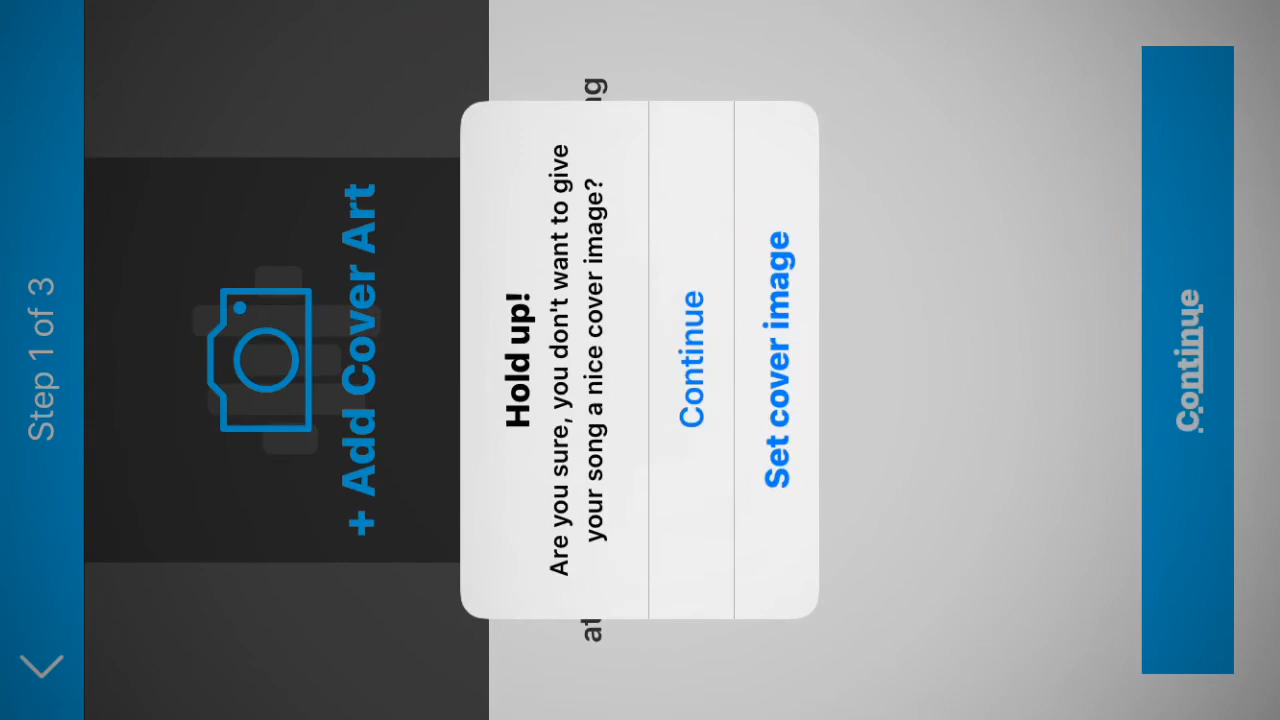 Step 1 of 3
+ Add Cover Art
Hold up!
Are you sure, you don't want to give
your song a nice cover image?
Continue
Set cover image
Continue